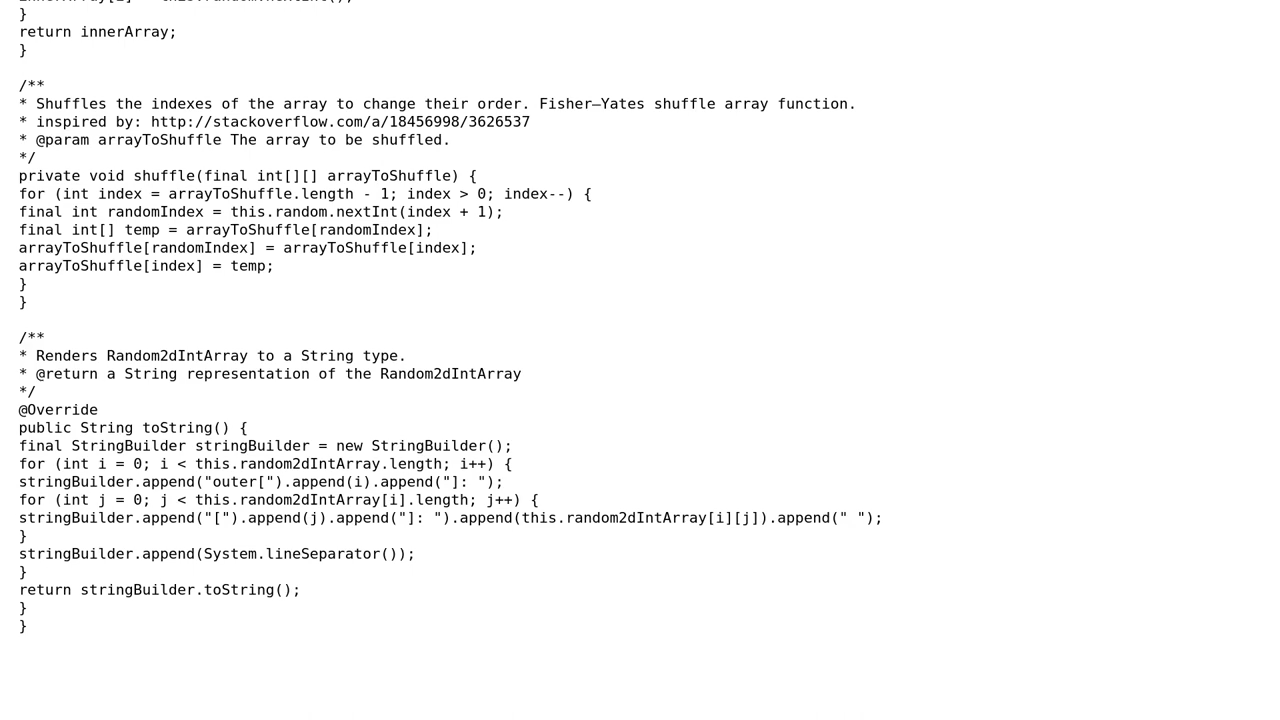 }
return innerArray;
}

/**
* Shuffles the indexes of the array to change their order. Fisher–Yates shuffle array function.
* inspired by: http://stackoverflow.com/a/18456998/3626537
* @param arrayToShuffle The array to be shuffled.
*/
private void shuffle(final int[][] arrayToShuffle) {
for (int index = arrayToShuffle.length - 1; index > 0; index--) {
final int randomIndex = this.random.nextInt(index + 1);
final int[] temp = arrayToShuffle[randomIndex];
arrayToShuffle[randomIndex] = arrayToShuffle[index];
arrayToShuffle[index] = temp;
}
}

/**
* Renders Random2dIntArray to a String type.
* @return a String representation of the Random2dIntArray
*/
@Override
public String toString() {
final StringBuilder stringBuilder = new StringBuilder();
for (int i = 0; i < this.random2dIntArray.length; i++) {
stringBuilder.append("outer[").append(i).append("]: ");
for (int j = 0; j < this.random2dIntArray[i].length; j++) {
stringBuilder.append("[").append(j).append("]: ").append(this.random2dIntArray[i][j]).append(" ");
}
stringBuilder.append(System.lineSeparator());
}
return stringBuilder.toString();
}
}